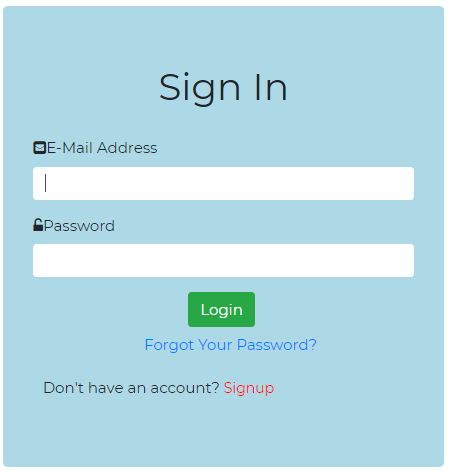 Sign In
E-Mail Address
Password
Login
Forgot Your Password?
Don't have an account? Signup